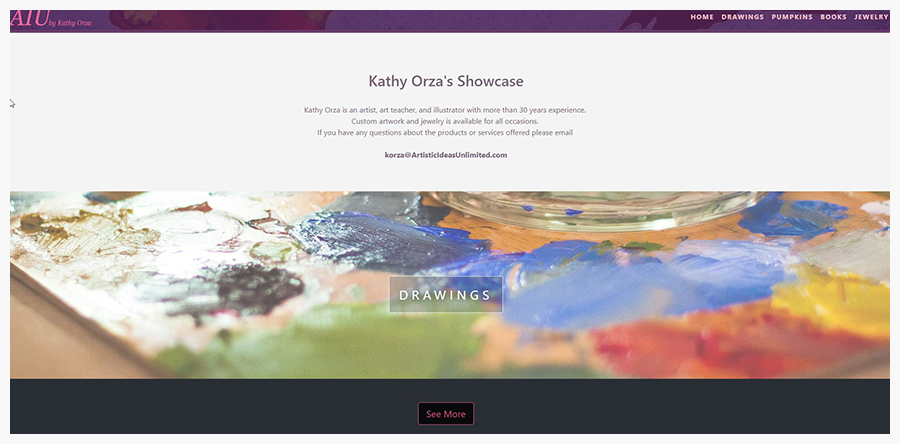 AIU by Kathy Orza
HOME DRAWINGS PUMPKINS BOOKS JEWELRY
Kathy Orza's Showcase
Kathy Orza is an artist, art teacher, and illustrator with more than 30 years experience.
Custom artwork and jewelry is available for all occasions.
If you have any questions about the products or services offered please email
korza@ArtisticIdeasUnlimited.com
DRAWINGS
See More